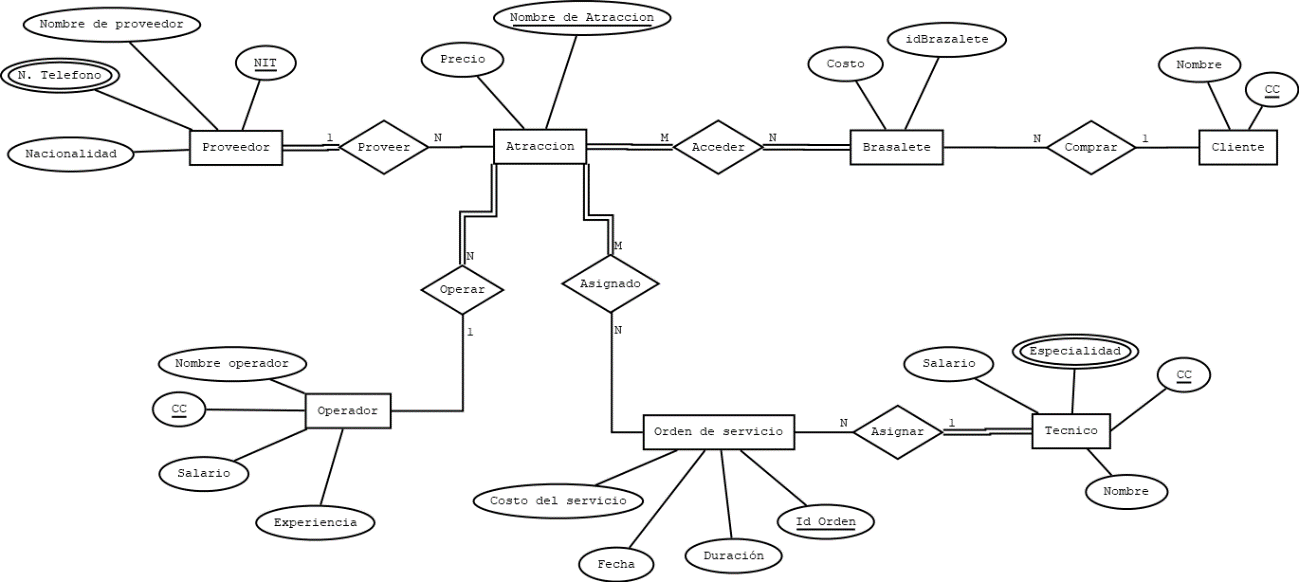 Nombre de proveedor
N. Telefono
NIT
Nacionalidad
Proveedor
1
Proveer
N
Precio
Nombre de Atraccion
Atraccion
M
Acceder
N
Costo
idBrazalete
Brasalete
N
Comprar
1
Nombre
CC
Cliente
N
Operar
1
M
Asignado
N
Nombre operador
CC
Operador
Salario
Experiencia
Orden de servicio
Costo del servicio
Fecha
Duración
Id Orden
N
Asignar
1
Salario
Especialidad
CC
Tecnico
Nombre